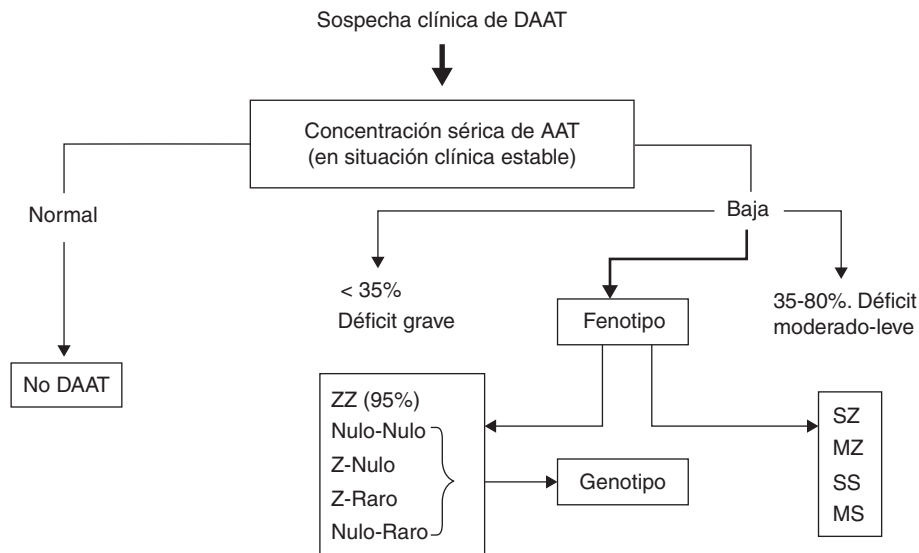 Sospecha clínica de DAAT
Concentración sérica de AAT
(en situación clínica estable)
Normal
Baja
< 35%
Déficit grave
Fenotipo
35-80%. Déficit
moderado-leve
No DAAT
ZZ (95%)
Nulo-Nulo
Z-Nulo
Z-Raro
Nulo-Raro
Genotipo
SZ
MZ
SS
MS